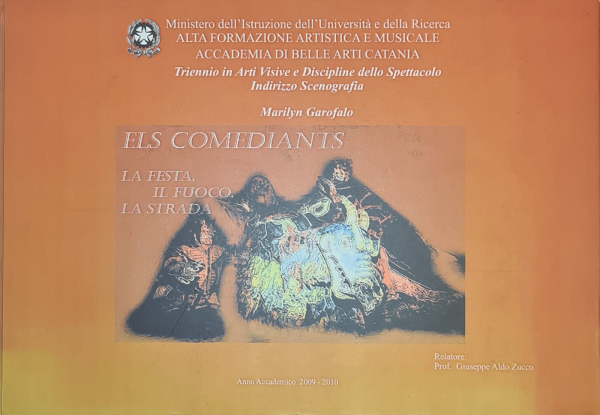 Ministero dell'Istruzione dell'Università e della Ricerca
ALTA FORMAZIONE ARTISTICA E MUSICALE
ACCADEMIA DI BELLE ARTI CATANIA
Triennio in Arti Visive e Discipline dello Spettacolo
Indirizzo Scenografia
Marilyn Garofalo
ELS COMEDIANTS
LA FESTA,
IL FUOCO,
LA STRADA
Relatore:
Prof. Giuseppe Aldo Zucco
Anno Accademico 2009 - 2010